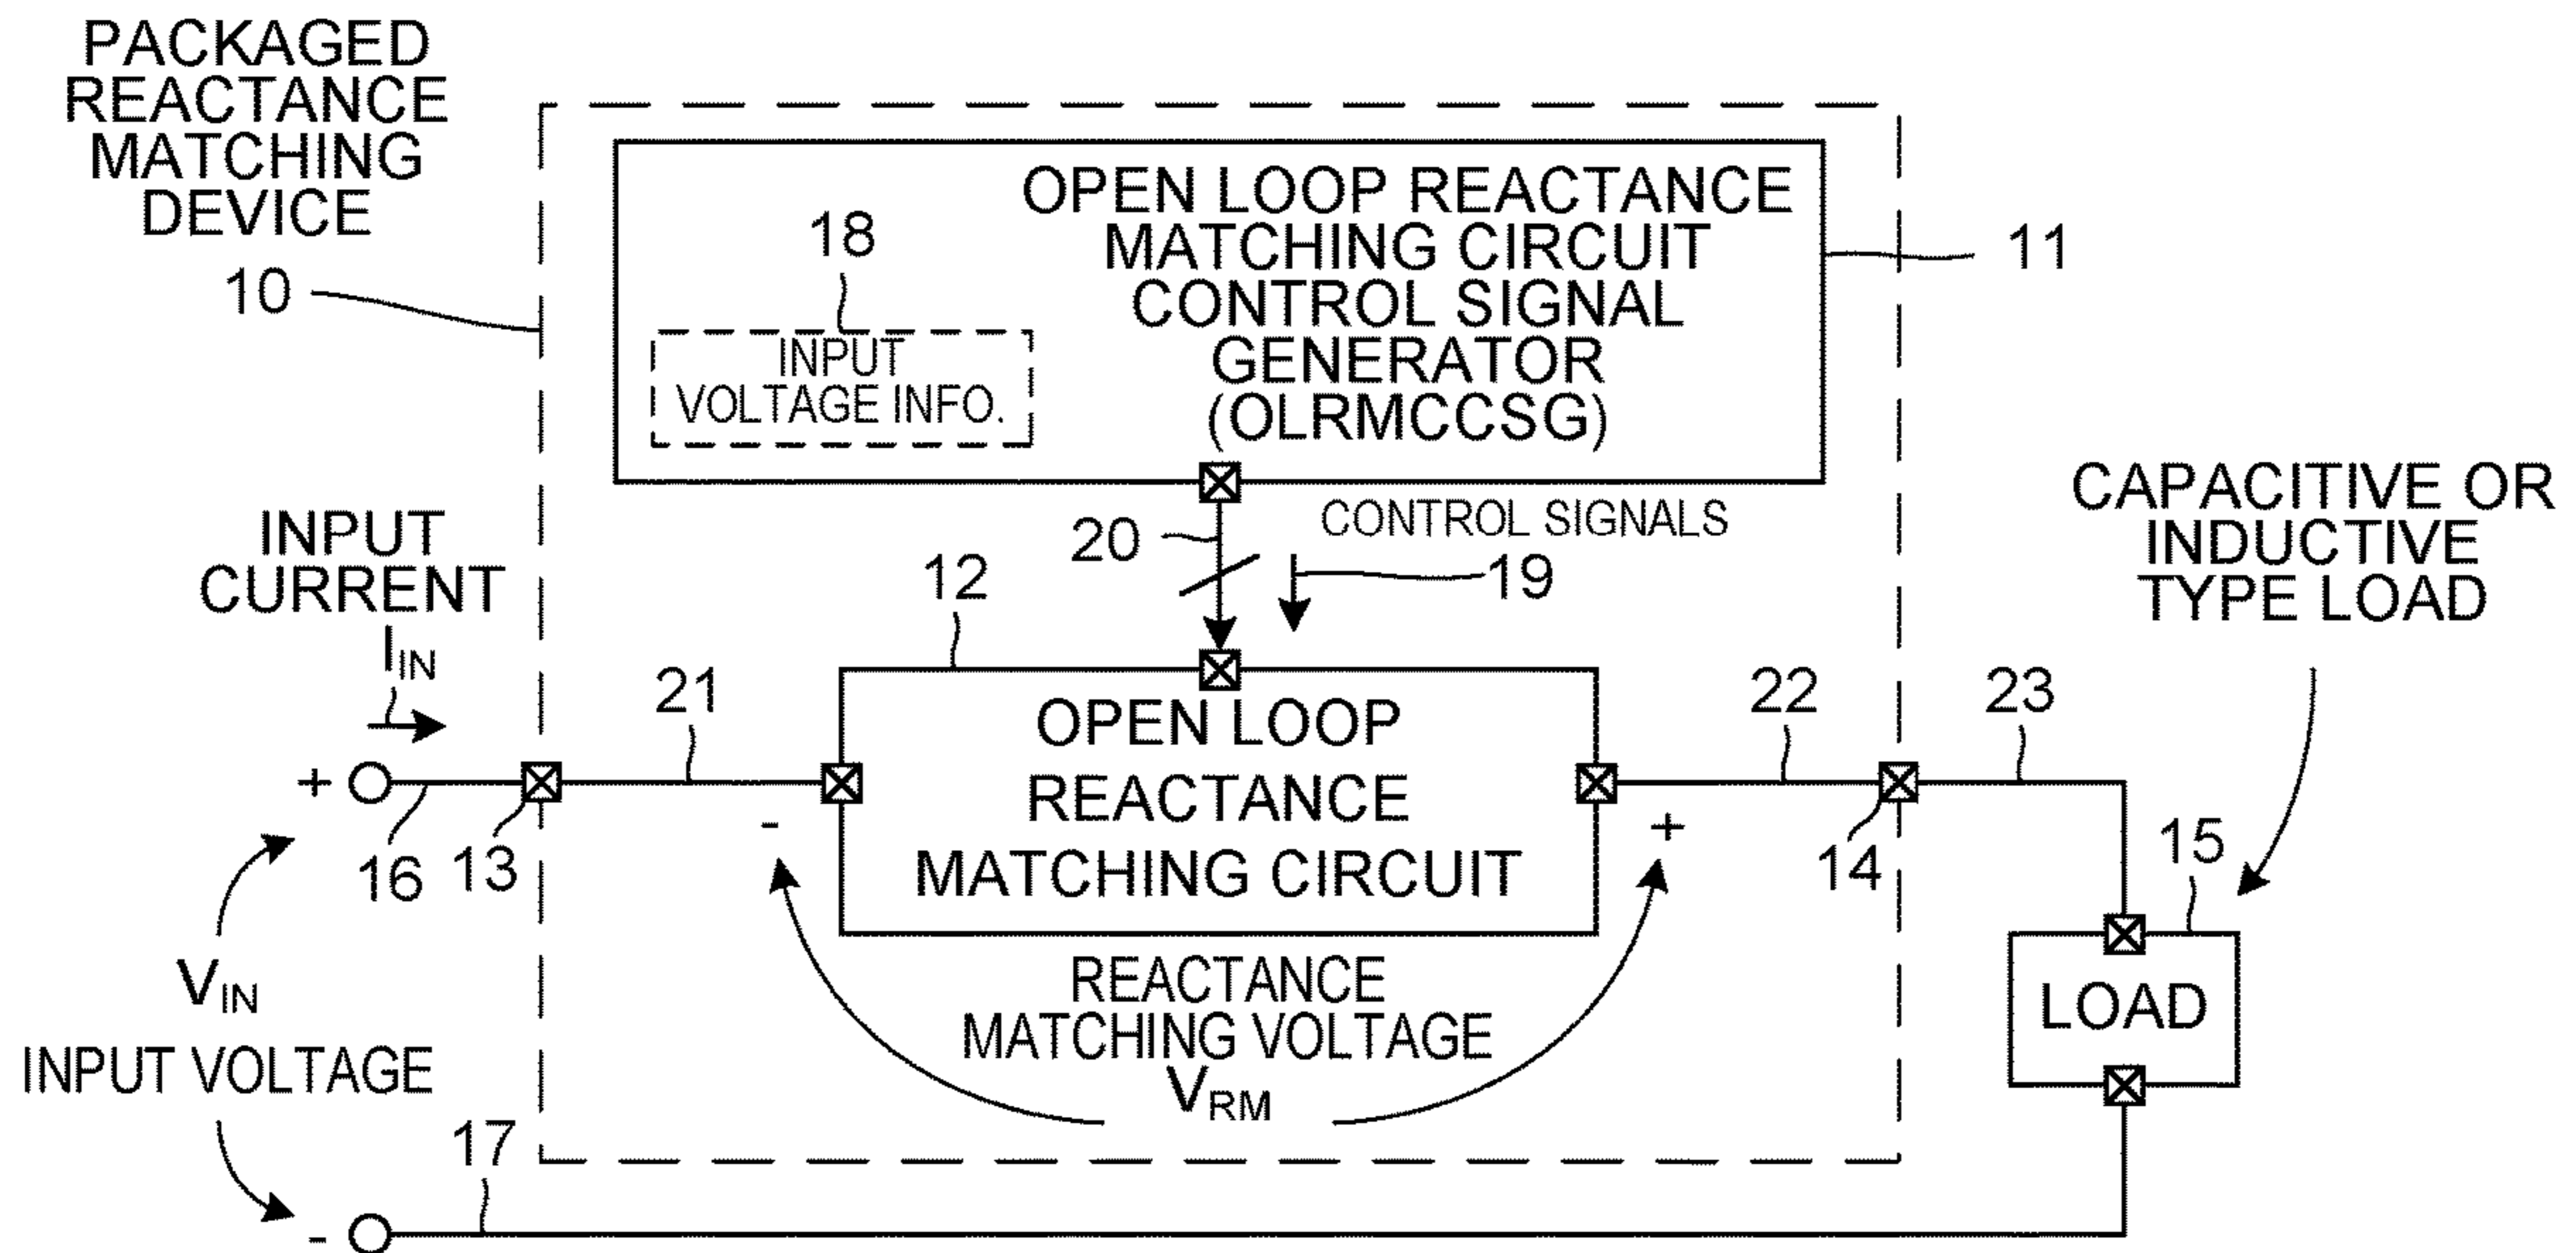 PACKAGED
REACTANCE
MATCHING
DEVICE
10
OPEN LOOP REACTANCE
MATCHING CIRCUIT
CONTROL SIGNAL
GENERATOR
(OLRMCCSG)
11
18
INPUT
VOLTAGE INFO.
CONTROL SIGNALS
20
19
12
INPUT
CURRENT
IIN
CAPACITIVE OR
INDUCTIVE
TYPE LOAD
21
22
23
OPEN LOOP
REACTANCE
MATCHING CIRCUIT
+
-
+
16
13
14
15
LOAD
VIN
INPUT VOLTAGE
REACTANCE
MATCHING VOLTAGE
VRM
17
-